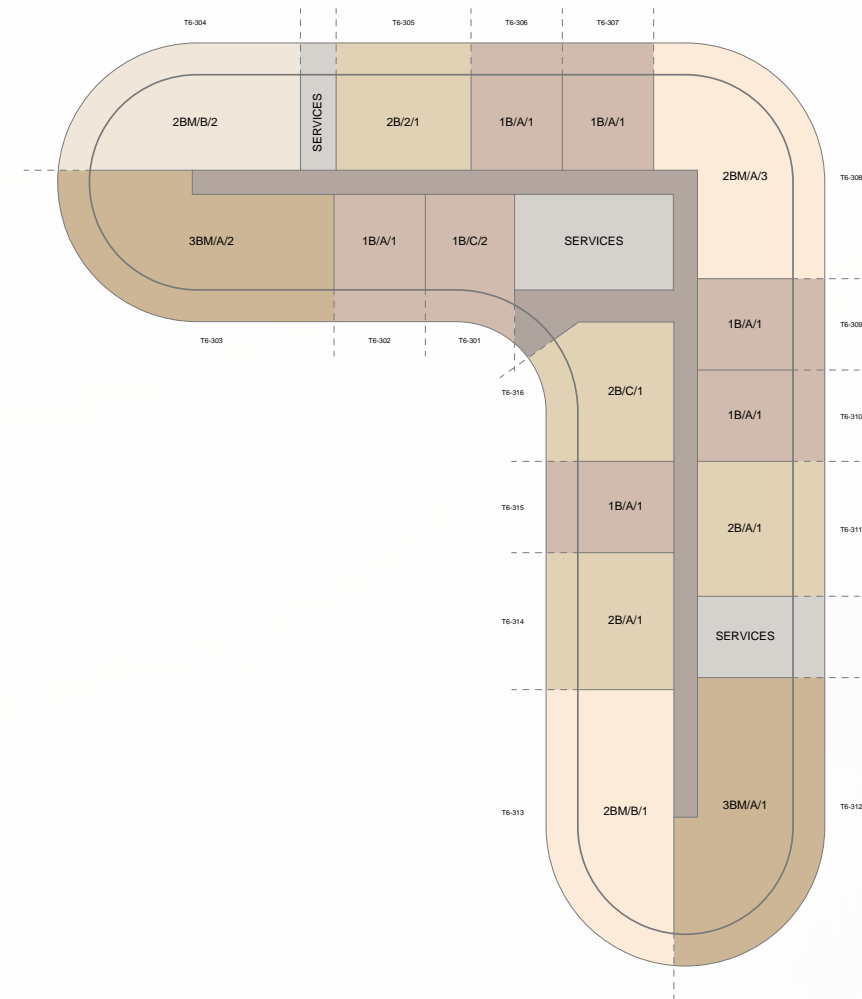 T6-304
T6-305
T6-306
T6-307
2BM/B/2
SERVICES
2B/2/1
1B/A/1
1B/A/1
2BM/A/3
T6-308
3BM/A/2
1B/A/1
1B/C/2
SERVICES
1B/A/1
T6-309
T6-303
T6-302
T6-301
T6-316
2B/C/1
1B/A/1
T6-310
T6-315
1B/A/1
2B/A/1
T6-311
T6-314
2B/A/1
SERVICES
T6-313
2BM/B/1
3BM/A/1
T6-312